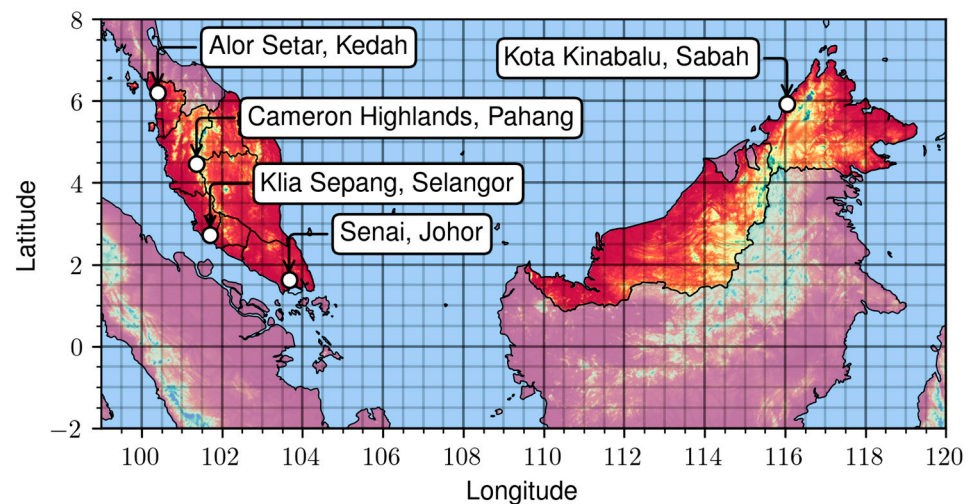 8
Alor Setar, Kedah
Kota Kinabalu, Sabah
6
Cameron Highlands, Pahang
4
Klia Sepang, Selangor
Senai, Johor
Latitude
2
0
−2
100 102 104 106 108 110 112 114 116 118 120
Longitude